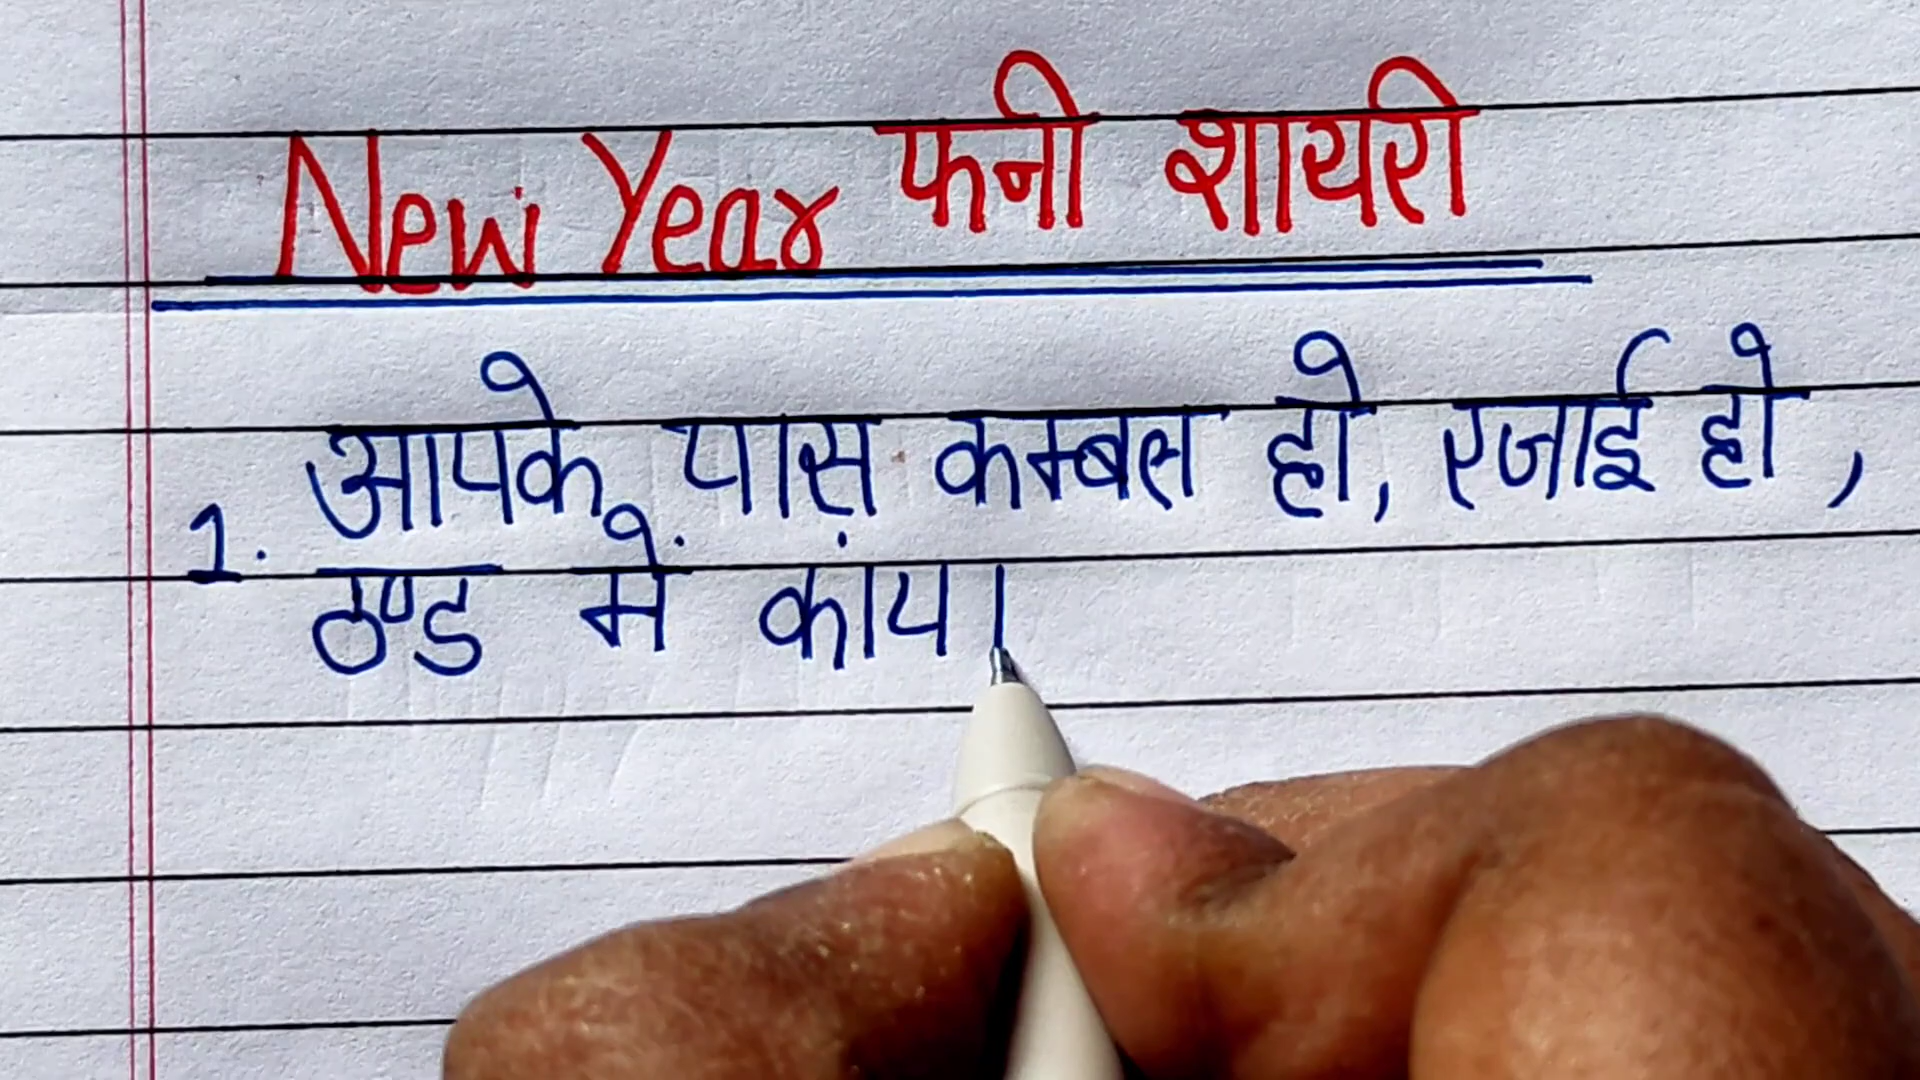 New Year फनी शायरी
1. आपके पास कम्बल हो, रजाई हो,
ठण्ड में कांपा